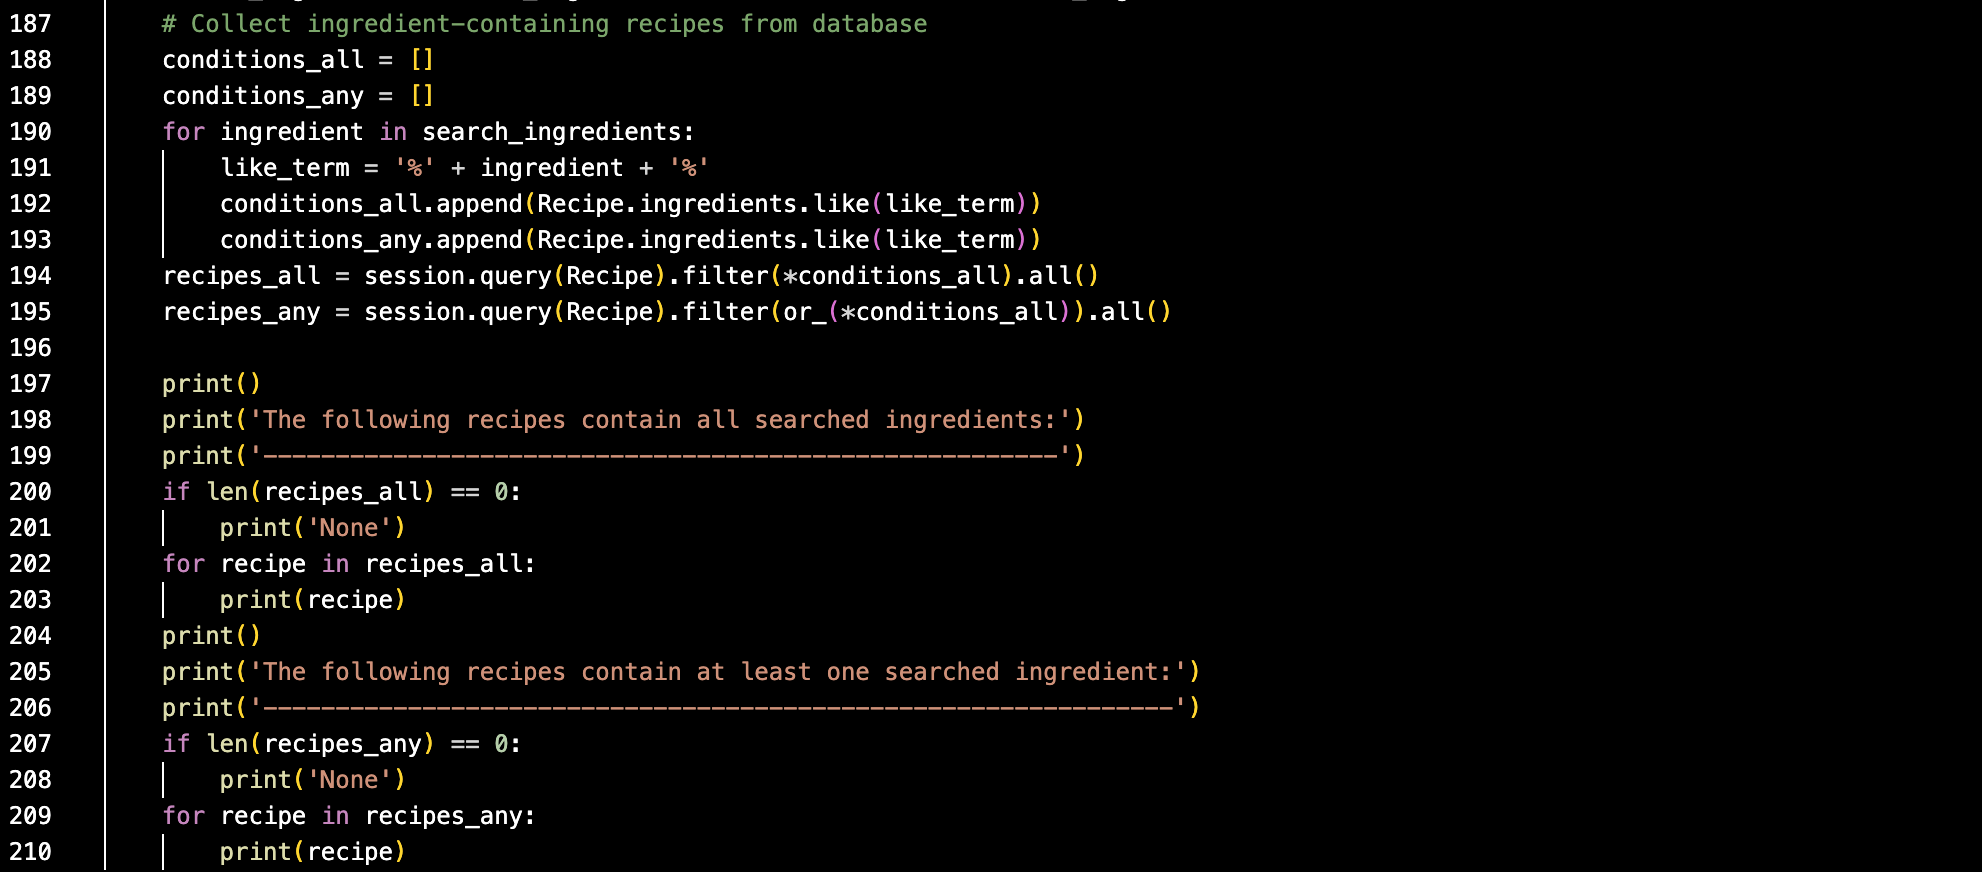 187 # Collect ingredient-containing recipes from database
188 conditions_all = []
189 conditions_any = []
190 for ingredient in search_ingredients:
191     like_term = '%' + ingredient + '%'
192     conditions_all.append(Recipe.ingredients.like(like_term))
193     conditions_any.append(Recipe.ingredients.like(like_term))
194 recipes_all = session.query(Recipe).filter(*conditions_all).all()
195 recipes_any = session.query(Recipe).filter(or_(*conditions_all)).all()
196
197 print()
198 print('The following recipes contain all searched ingredients:')
199 print('-------------------------------------------------------')
200 if len(recipes_all) == 0:
201     print('None')
202 for recipe in recipes_all:
203     print(recipe)
204 print()
205 print('The following recipes contain at least one searched ingredient:')
206 print('---------------------------------------------------------------')
207 if len(recipes_any) == 0:
208     print('None')
209 for recipe in recipes_any:
210     print(recipe)